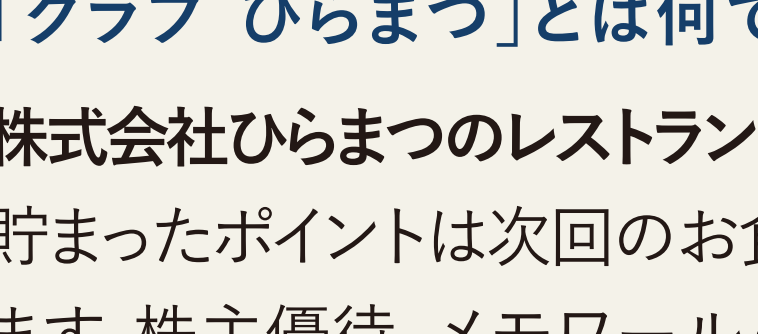 クラブ ひらまつ」とは何で
株式会社ひらまつのレストラン
貯まったポイントは次回のお食
ます。株主優待、メモワール